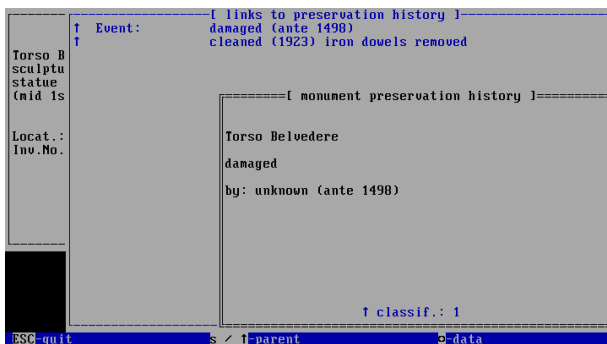 [ links to preservation history ]
↑ Event: damaged (ante 1498)
↑ cleaned (1923) iron dowels removed
Torso B
sculptu
statue
(mid 1s
Locat.:
Inv.No.
[ monument preservation history ]
Torso Belvedere
damaged
by: unknown (ante 1498)
↑ classif.: 1
ESC-quit s / ↑-parent o-data